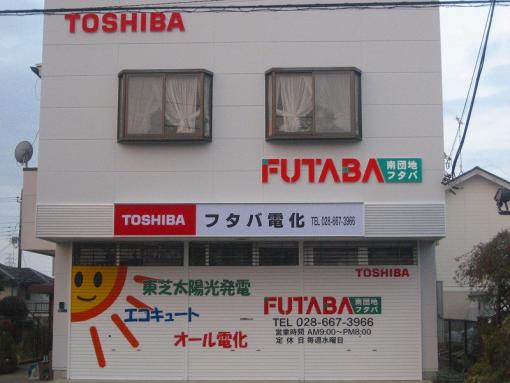 TOSHIBA
FUTABA 南団地
フタバ
TOSHIBA フタバ電化 TEL 028-667-3966
TOSHIBA
東芝太陽光発電
エコキュート
オール電化
FUTABA 南団地
フタバ
TEL 028-667-3966
営業時間 AM9:00〜PM8:00
定休日 毎週水曜日